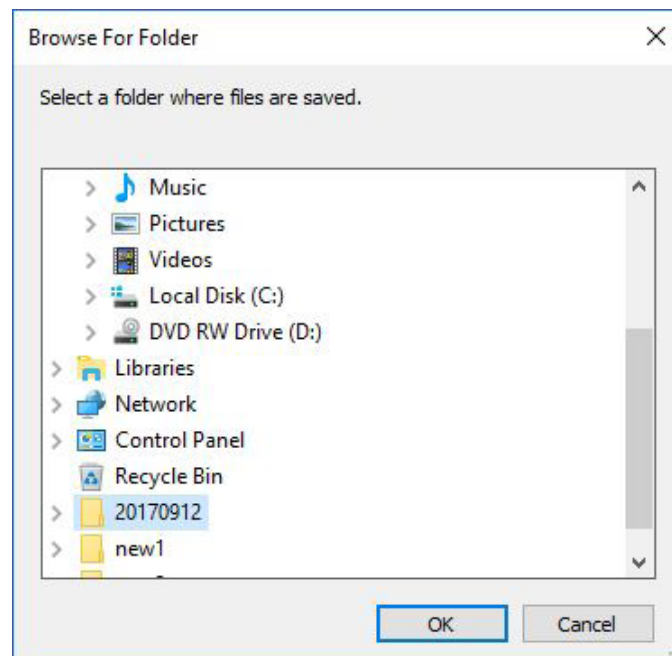 Browse For Folder
Select a folder where files are saved.
Music
Pictures
Videos
Local Disk (C:)
DVD RW Drive (D:)
Libraries
Network
Control Panel
Recycle Bin
20170912
new1
OK
Cancel